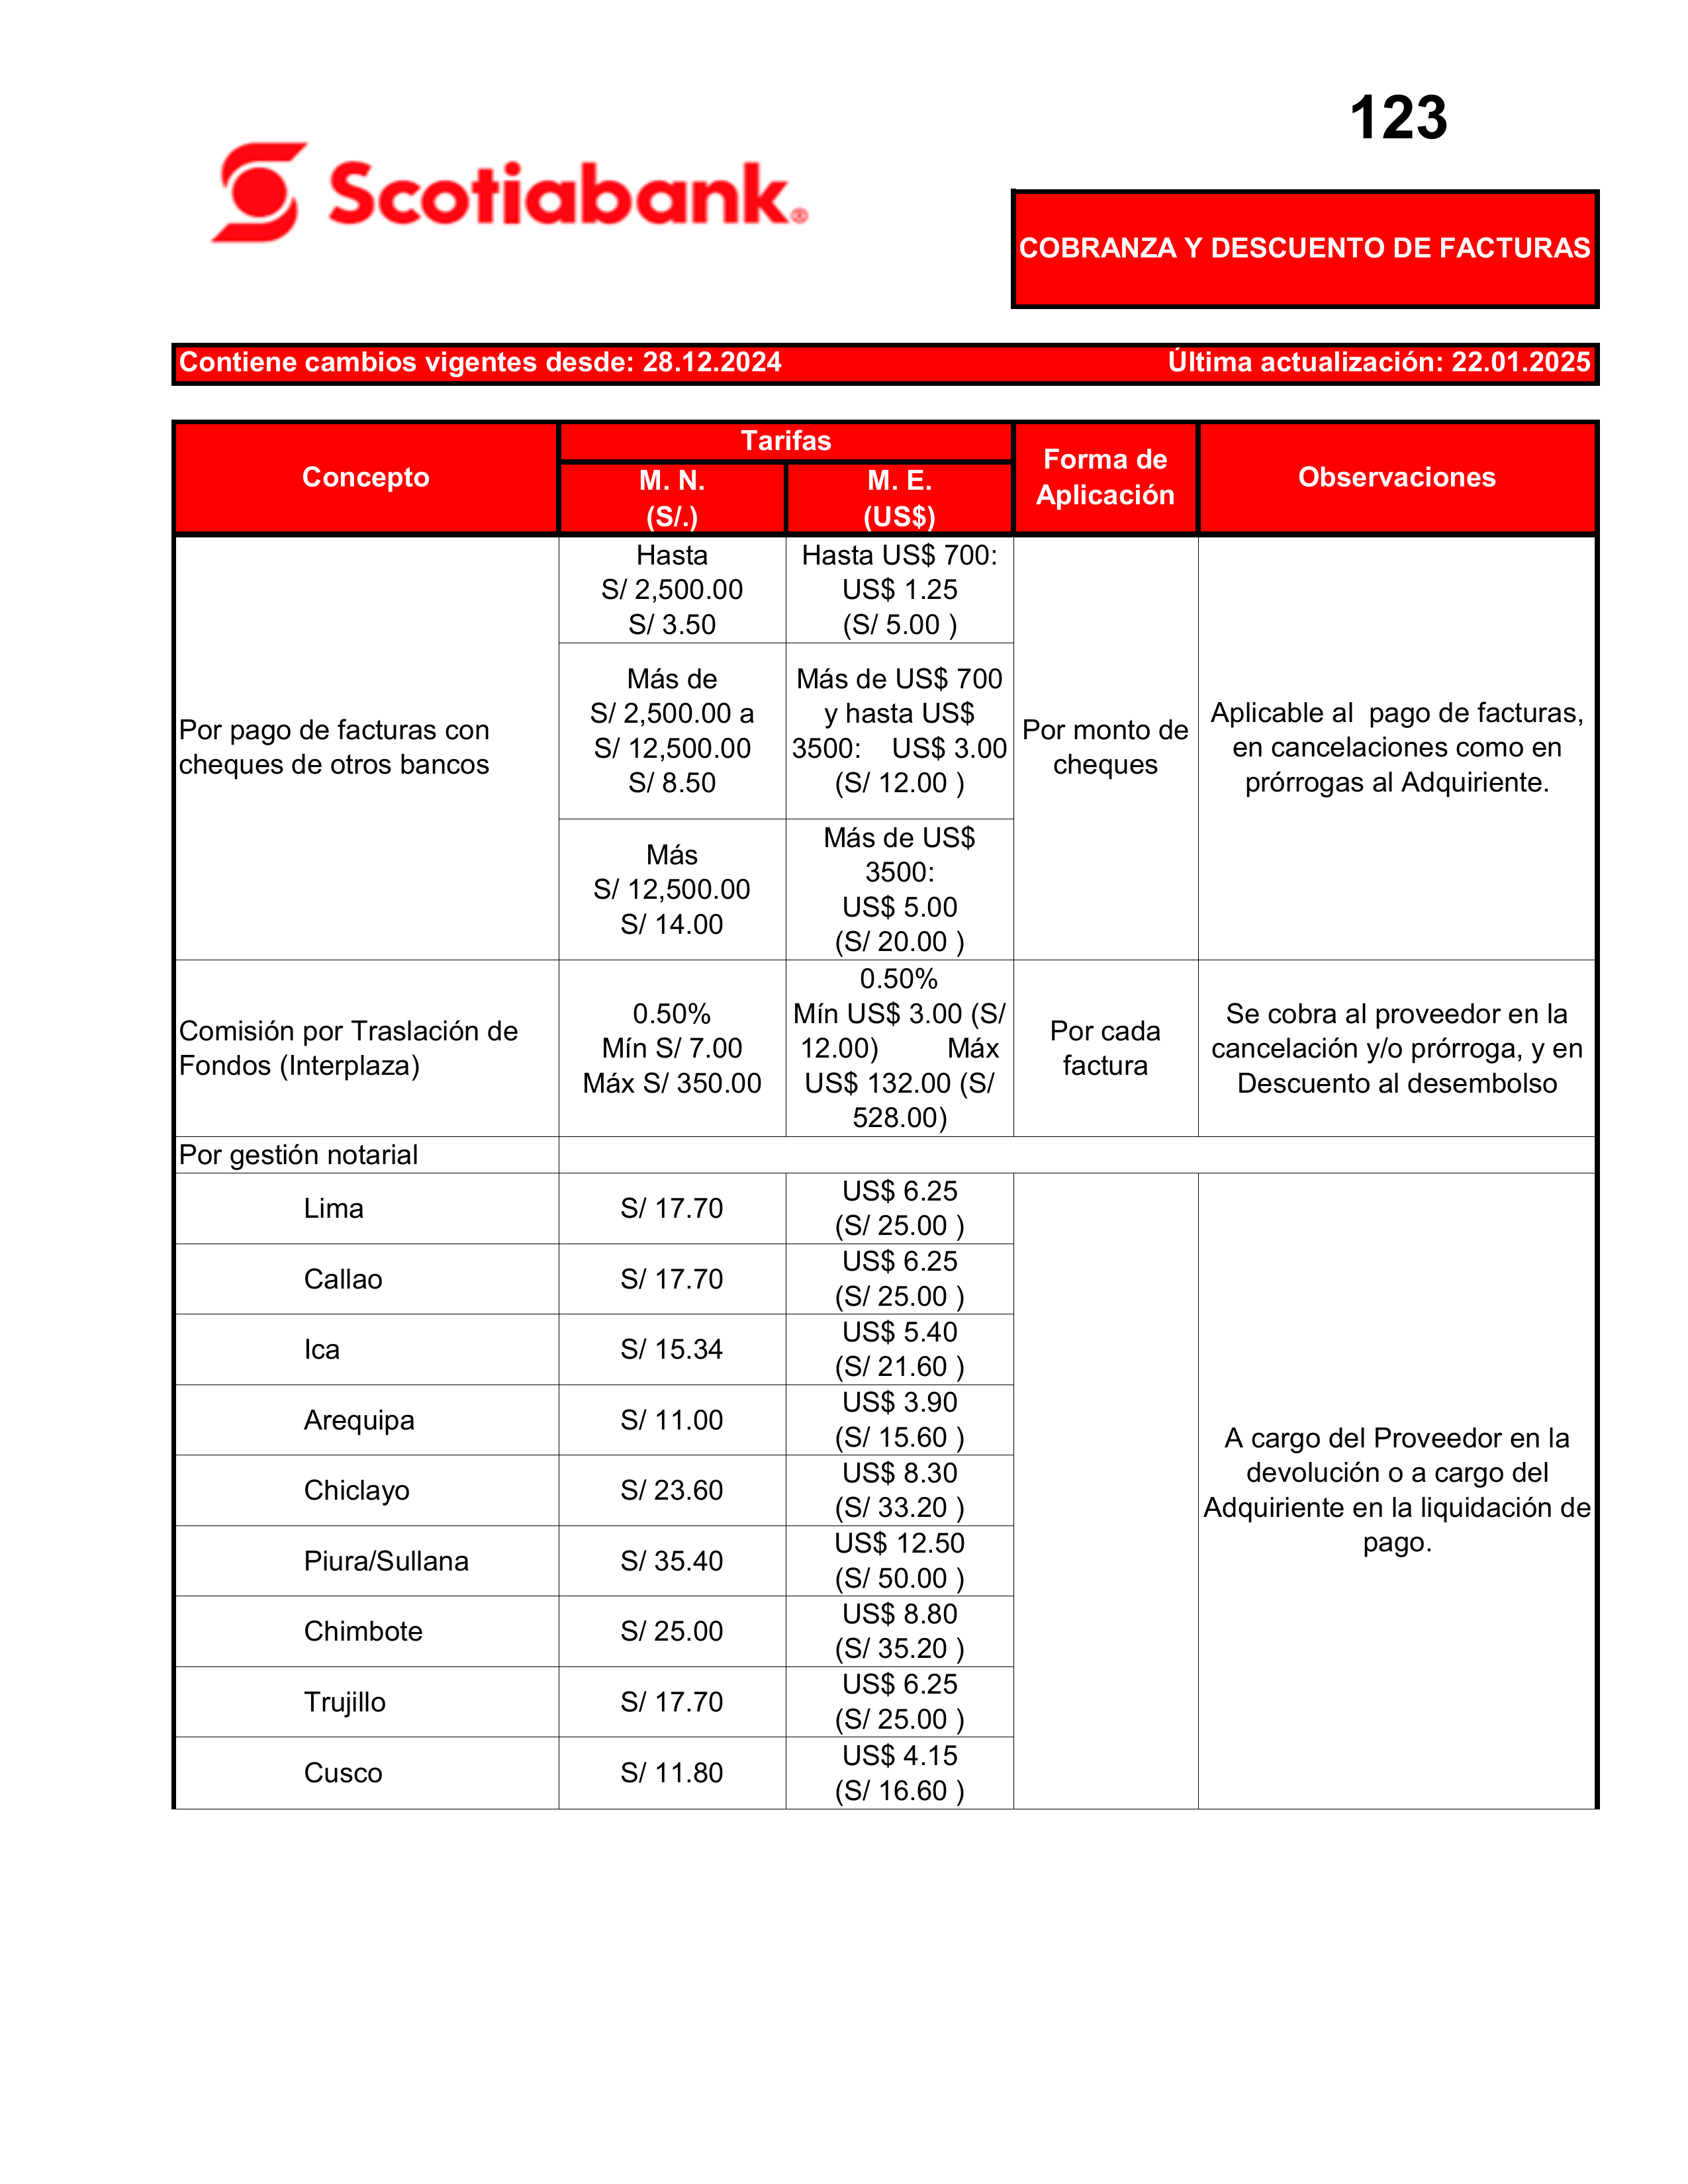 123
Scotiabank®
COBRANZA Y DESCUENTO DE FACTURAS
Contiene cambios vigentes desde: 28.12.2024 Última actualización: 22.01.2025
Concepto
Tarifas
M. N.
(S/.)
M. E.
(US$)
Forma de
Aplicación
Observaciones
Por pago de facturas con
cheques de otros bancos
Hasta
S/ 2,500.00
S/ 3.50
Hasta US$ 700:
US$ 1.25
(S/ 5.00 )
Más de
S/ 2,500.00 a
S/ 12,500.00
S/ 8.50
Más de US$ 700
y hasta US$
3500: US$ 3.00
(S/ 12.00 )
Más
S/ 12,500.00
S/ 14.00
Más de US$
3500:
US$ 5.00
(S/ 20.00 )
Por monto de
cheques
Aplicable al pago de facturas,
en cancelaciones como en
prórrogas al Adquiriente.
Comisión por Traslación de
Fondos (Interplaza)
0.50%
Mín S/ 7.00
Máx S/ 350.00
0.50%
Mín US$ 3.00 (S/
12.00) Máx
US$ 132.00 (S/
528.00)
Por cada
factura
Se cobra al proveedor en la
cancelación y/o prórroga, y en
Descuento al desembolso
Por gestión notarial
Lima
S/ 17.70
US$ 6.25
(S/ 25.00 )
Callao
S/ 17.70
US$ 6.25
(S/ 25.00 )
Ica
S/ 15.34
US$ 5.40
(S/ 21.60 )
Arequipa
S/ 11.00
US$ 3.90
(S/ 15.60 )
Chiclayo
S/ 23.60
US$ 8.30
(S/ 33.20 )
Piura/Sullana
S/ 35.40
US$ 12.50
(S/ 50.00 )
Chimbote
S/ 25.00
US$ 8.80
(S/ 35.20 )
Trujillo
S/ 17.70
US$ 6.25
(S/ 25.00 )
Cusco
S/ 11.80
US$ 4.15
(S/ 16.60 )
A cargo del Proveedor en la
devolución o a cargo del
Adquiriente en la liquidación de
pago.